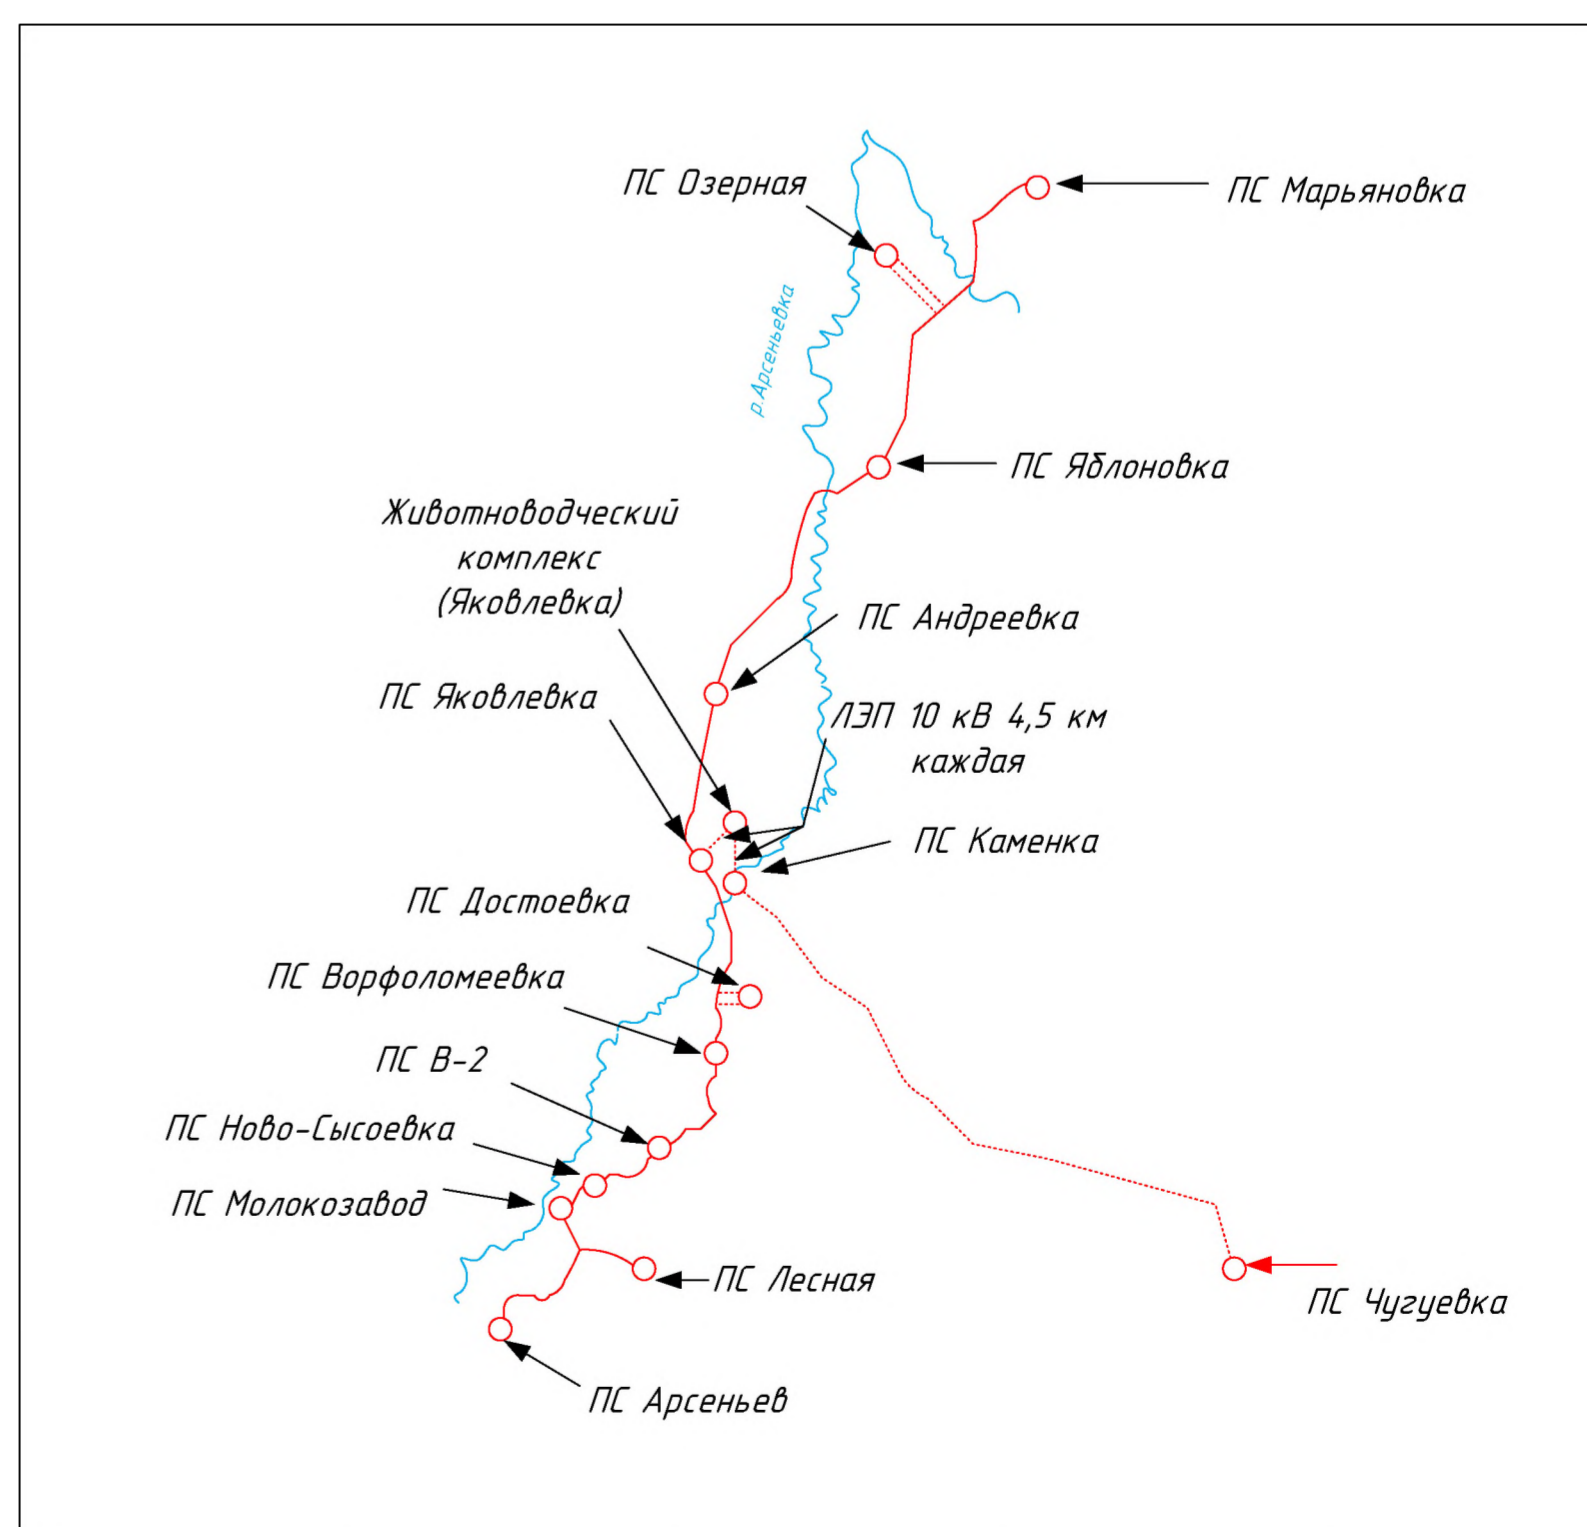 ПС Озерная
ПС Марьяновка
р.Арсеньевка
ПС Яблоновка
Животноводческий
комплекс
(Яковлевка)
ПС Андреевка
ПС Яковлевка
ЛЭП 10 кВ 4,5 км
каждая
ПС Каменка
ПС Достоевка
ПС Ворфоломеевка
ПС В-2
ПС Ново-Сысоевка
ПС Молокозавод
ПС Лесная
ПС Чугуевка
ПС Арсеньев